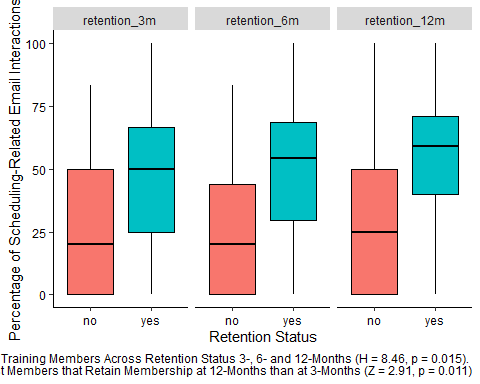 retention_3m retention_6m retention_12m
Percentage of Scheduling-Related Email Interactions
100
75
50
25
0
no yes no yes no yes
Retention Status
Training Members Across Retention Status 3-, 6- and 12-Months (H = 8.46, p = 0.015).
t Members that Retain Membership at 12-Months than at 3-Months (Z = 2.91, p = 0.011)